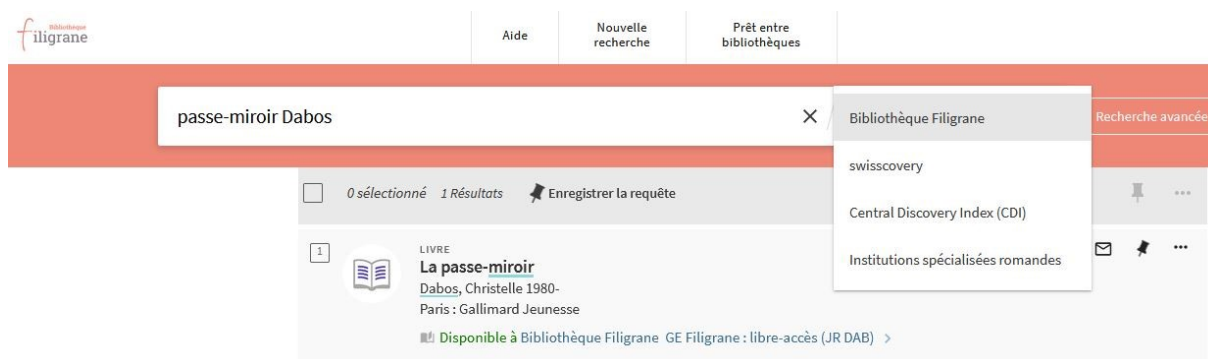 Bibliothèque
Filigrane
Aide
Nouvelle
recherche
Prêt entre
bibliothèques
passe-miroir Dabos
Bibliothèque Filigrane
Recherche avancée
swisscovery
Central Discovery Index (CDI)
Institutions spécialisées romandes
0 sélectionné 1 Résultats Enregistrer la requête
1
LIVRE
La passe-miroir
Dabos, Christelle 1980-
Paris : Gallimard Jeunesse
Disponible à Bibliothèque Filigrane GE Filigrane : libre-accès (JR DAB) >